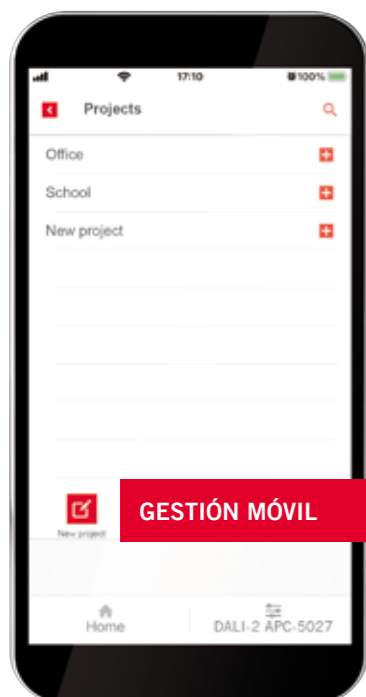 17:10
100%
Projects
Office
School
New project
New project
GESTIÓN MÓVIL
Home
DALI-2 APC-5027